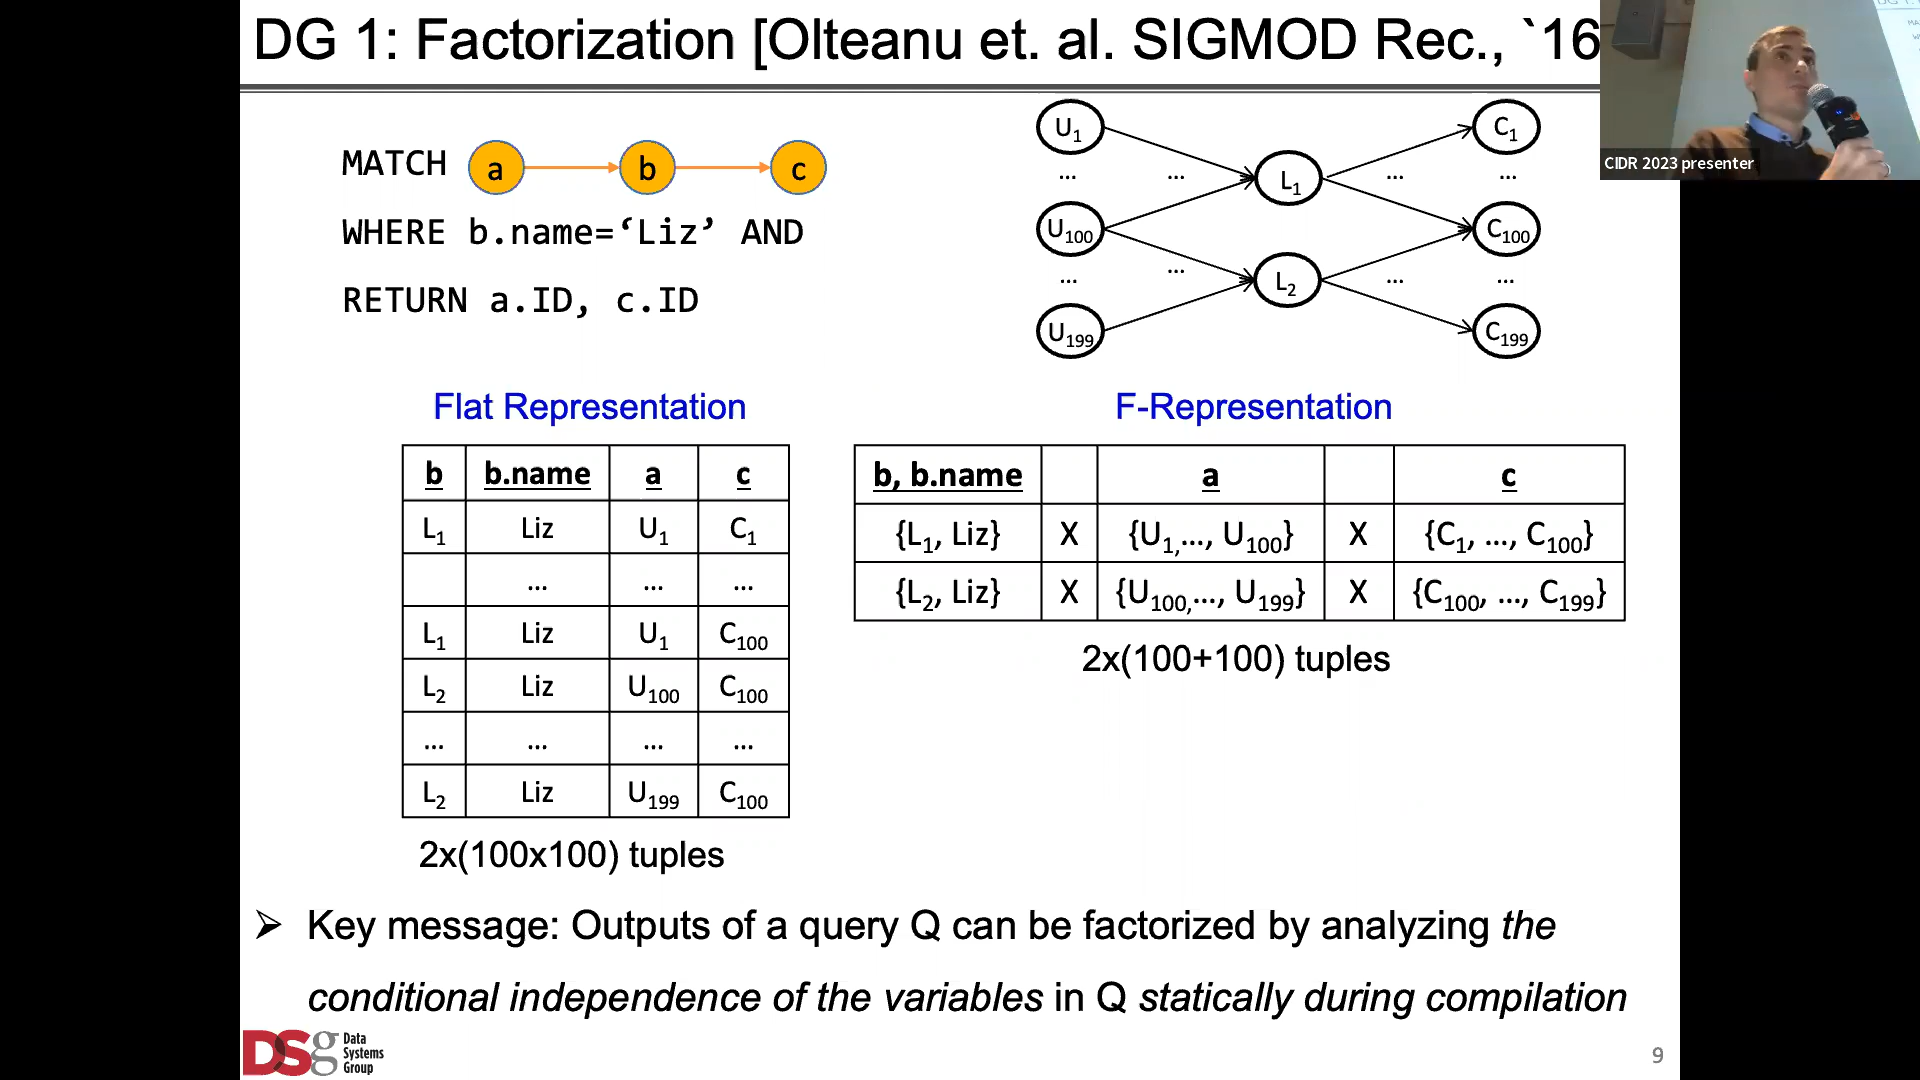 DG 1: Factorization [Olteanu et. al. SIGMOD Rec., `16
CIDR 2023 presenter
MATCH a b c
WHERE b.name=‘Liz’ AND
RETURN a.ID, c.ID
U1 C1
... ... L1 ... ...
U100 C100
... ... L2 ... ...
U199 C199
Flat Representation
b b.name a c
L1 Liz U1 C1
... ... ...
L1 Liz U1 C100
L2 Liz U100 C100
... ... ... ...
L2 Liz U199 C100
2x(100x100) tuples
F-Representation
b, b.name a c
{L1, Liz} X {U1,..., U100} X {C1, ..., C100}
{L2, Liz} X {U100,..., U199} X {C100, ..., C199}
2x(100+100) tuples
➢ Key message: Outputs of a query Q can be factorized by analyzing the
conditional independence of the variables in Q statically during compilation
DSg Data
Systems
Group
9